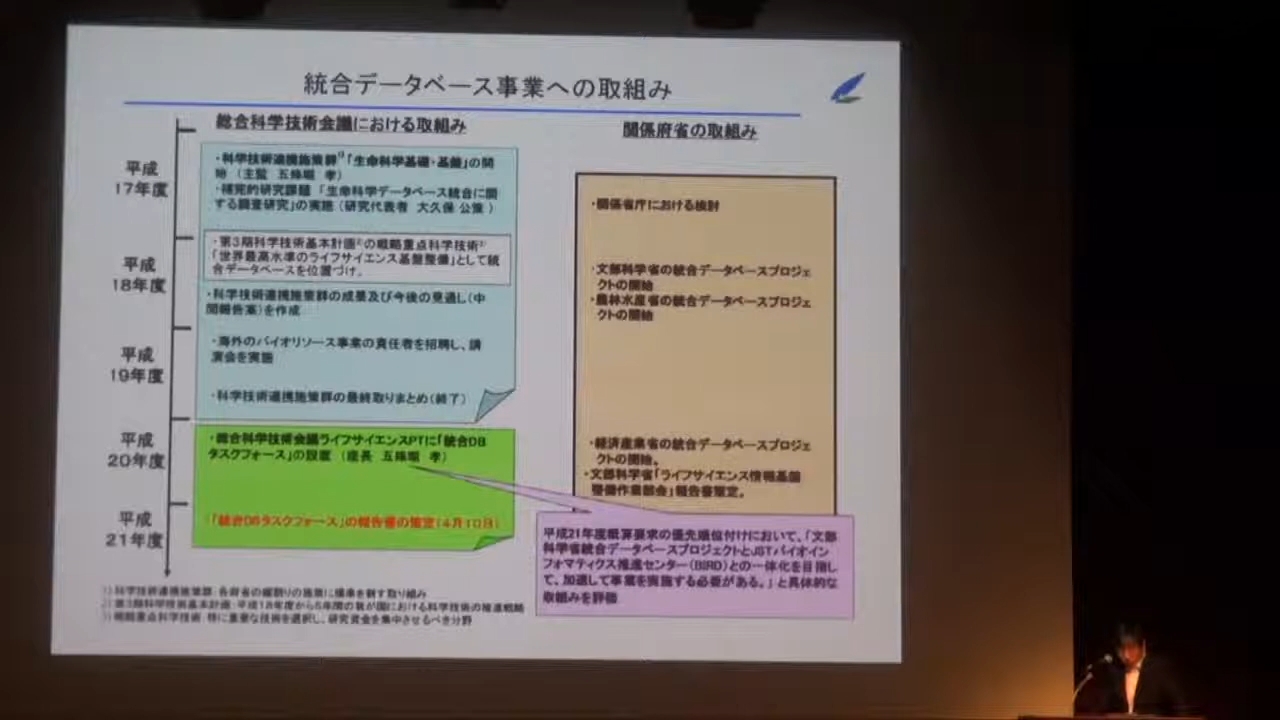 統合データベース事業への取組み
総合科学技術会議における取組み
平成
17年度
・科学技術連携施策群1)「生命科学基礎・基盤」の開
始 (主監 五條堀 孝)
・補完的研究課題 「生命科学データベース統合に関
する調査研究」の実施 (研究代表者 大久保 公策 )
平成
18年度
・第3期科学技術基本計画2)の戦略重点科学技術3)
「世界最高水準のライフサイエンス基盤整備」として統
合データベースを位置づけ。
・科学技術連携施策群の成果及び今後の見通し(中
間報告案)を作成
平成
19年度
・海外のバイオリソース事業の責任者を招聘し、講
演会を実施
・科学技術連携施策群の最終取りまとめ(終了)
平成
20年度
・総合科学技術会議ライフサイエンスPTに「統合DB
タスクフォース」の設置 (座長 五條堀 孝)
平成
21年度
「統合DBタスクフォース」の報告書の策定(4月10日)
関係府省の取組み
・関係省庁における検討
・文部科学省の統合データベースプロジェ
クトの開始
・農林水産省の統合データベースプロジェ
クトの開始
・経済産業省の統合データベースプロジェ
クトの開始。
・文部科学省「ライフサイエンス情報基盤
整備作業部会」報告書策定。
平成21年度概算要求の優先順位付けにおいて、「文部
科学省統合データベースプロジェクトとJSTバイオイン
フォマティクス推進センター(BIRD)との一体化を目指し
て、加速して事業を実施する必要がある。」と具体的な
取組みを評価
1) 科学技術連携施策群:各府省の縦割りの施策に横串を刺す取り組み
2) 第3期科学技術基本計画:平成18年度から5年間の我が国における科学技術の推進戦略
3) 戦略重点科学技術:特に重要な技術を選択し、研究資金を集中させるべき分野